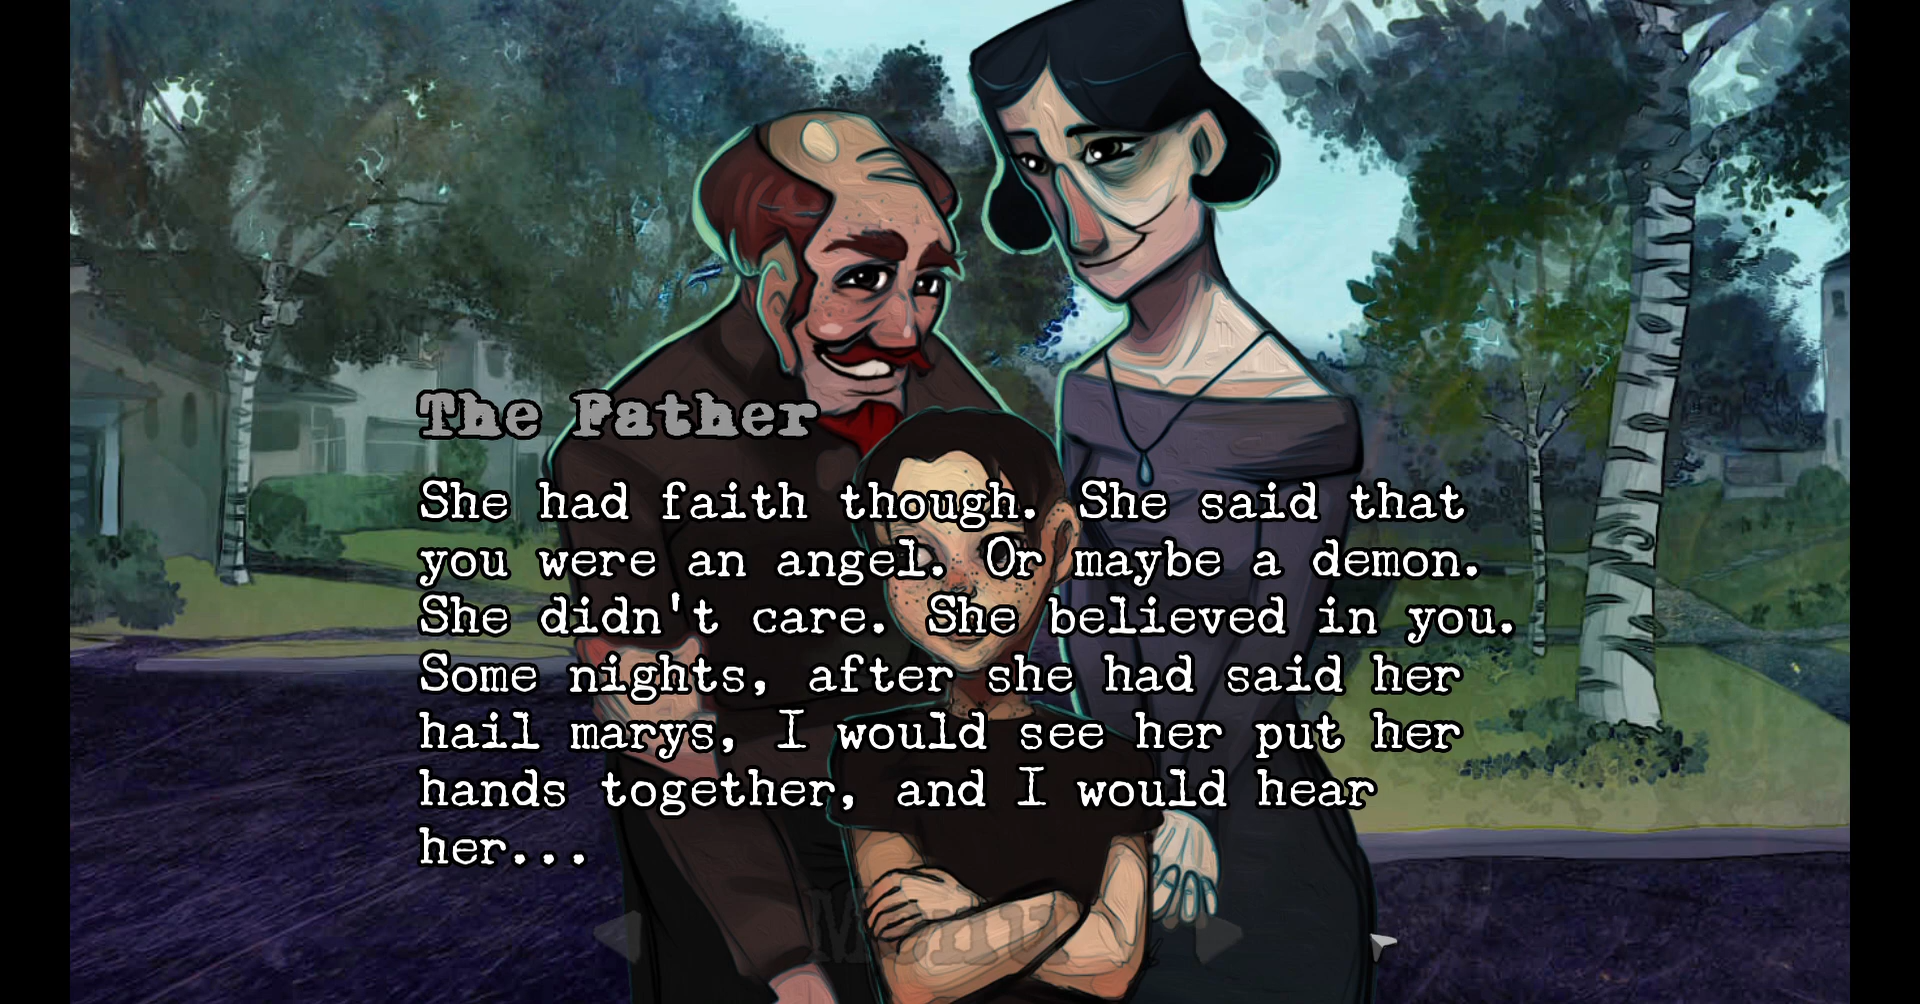 The Father
She had faith though. She said that
you were an angel. Or maybe a demon.
She didn't care. She believed in you.
Some nights, after she had said her
hail marys, I would see her put her
hands together, and I would hear
her...
Menu